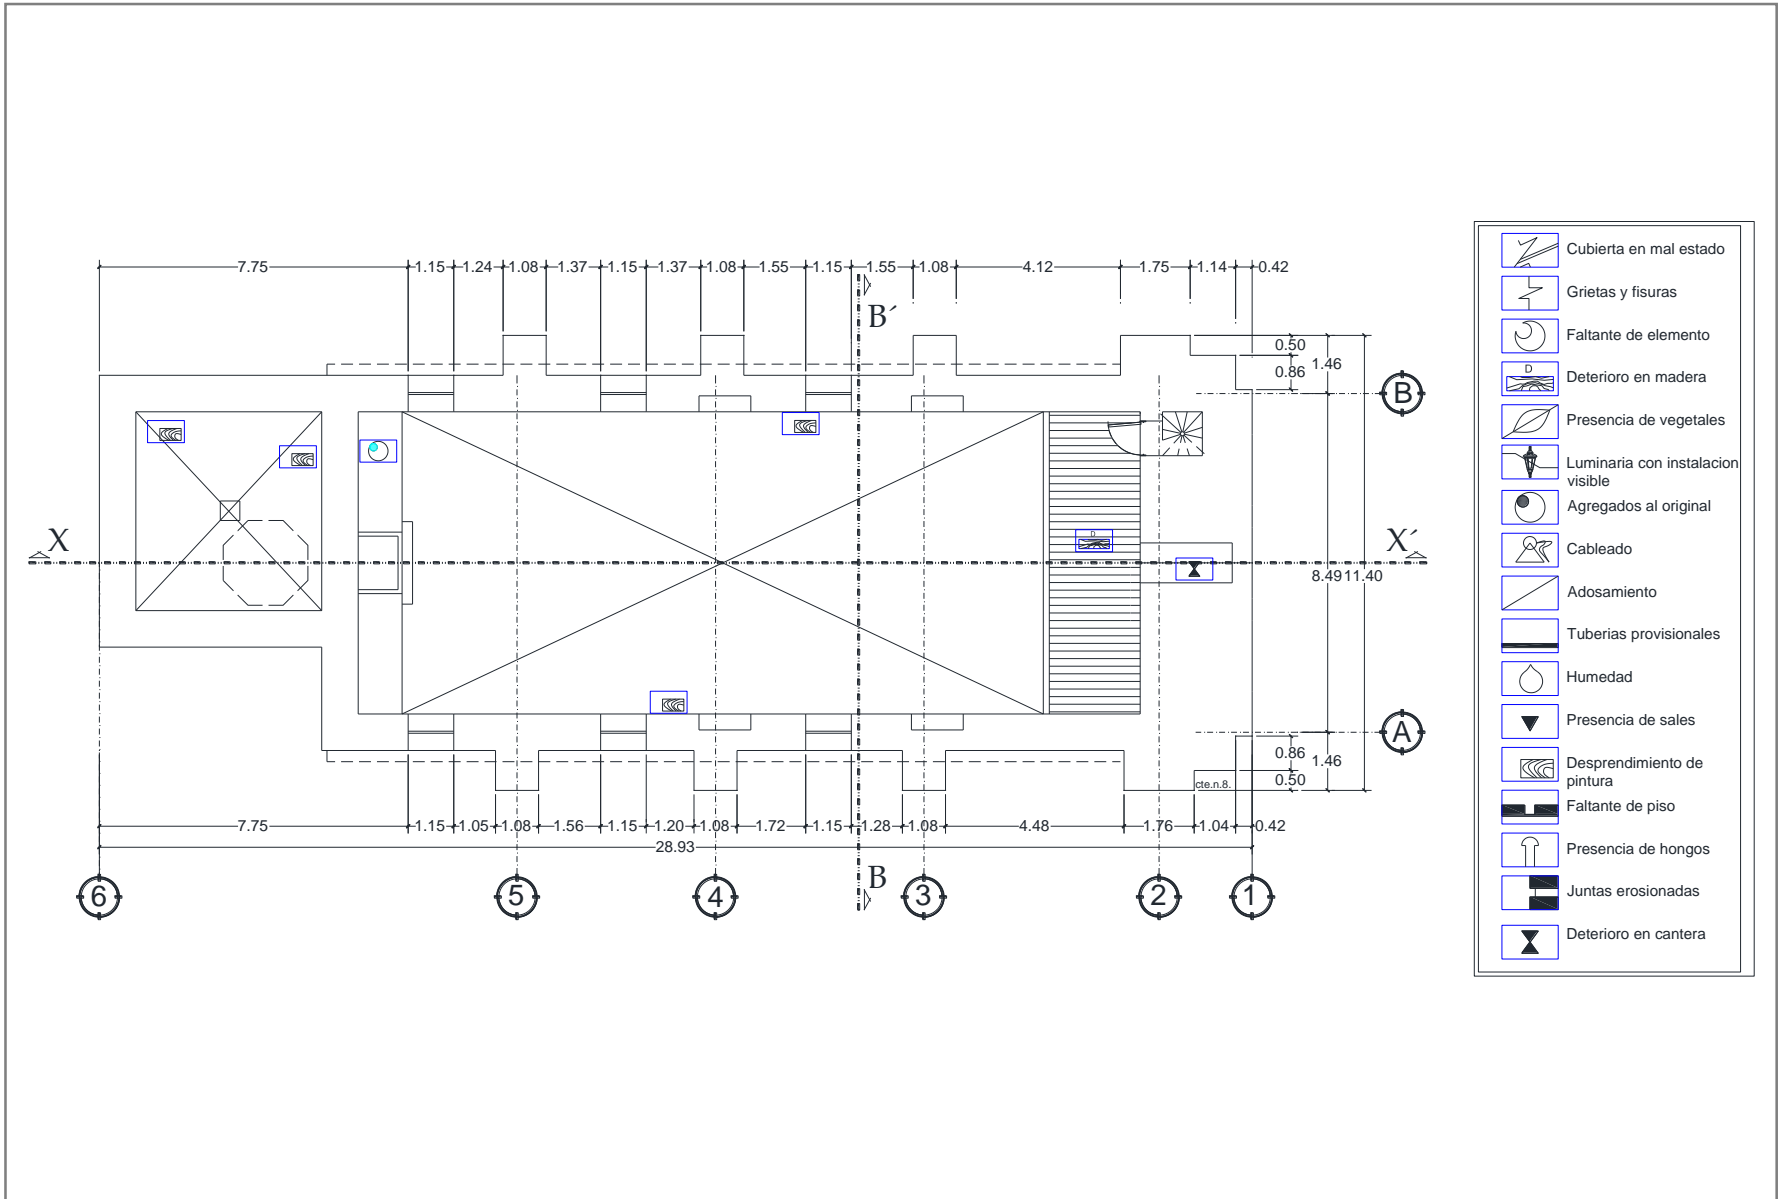 7.75 1.15 1.24 1.08 1.37 1.15 1.37 1.08 1.55 1.15 1.55 1.08 4.12 1.75 1.14 0.42
B´
0.50
1.46
0.86
B
X
X´
D
8.49 11.40
A
0.86
1.46
0.50
cte.n.8.
7.75 1.15 1.05 1.08 1.56 1.15 1.20 1.08 1.72 1.15 1.28 1.08 4.48 1.76 1.04 0.42
28.93
B
6 5 4 3 2 1
Cubierta en mal estado
Grietas y fisuras
Faltante de elemento
D
Deterioro en madera
Presencia de vegetales
Luminaria con instalacion
visible
Agregados al original
Cableado
Adosamiento
Tuberias provisionales
Humedad
Presencia de sales
Desprendimiento de
pintura
Faltante de piso
Presencia de hongos
Juntas erosionadas
Deterioro en cantera